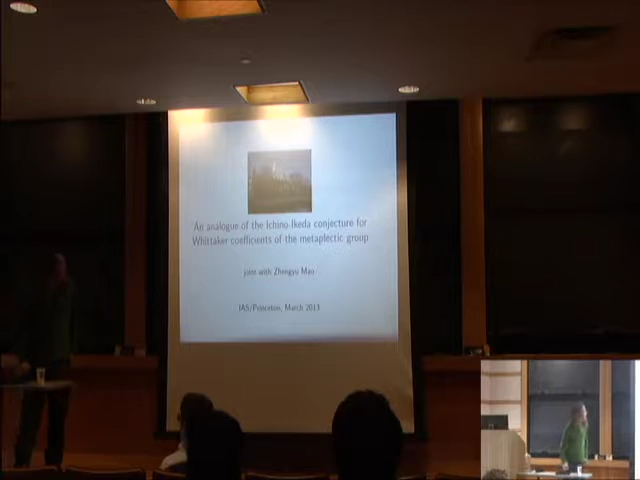 An analogue of the Ichino-Ikeda conjecture for
Whittaker coefficients of the metaplectic group
joint with Zhengyu Mao
IAS/Princeton, March 2013